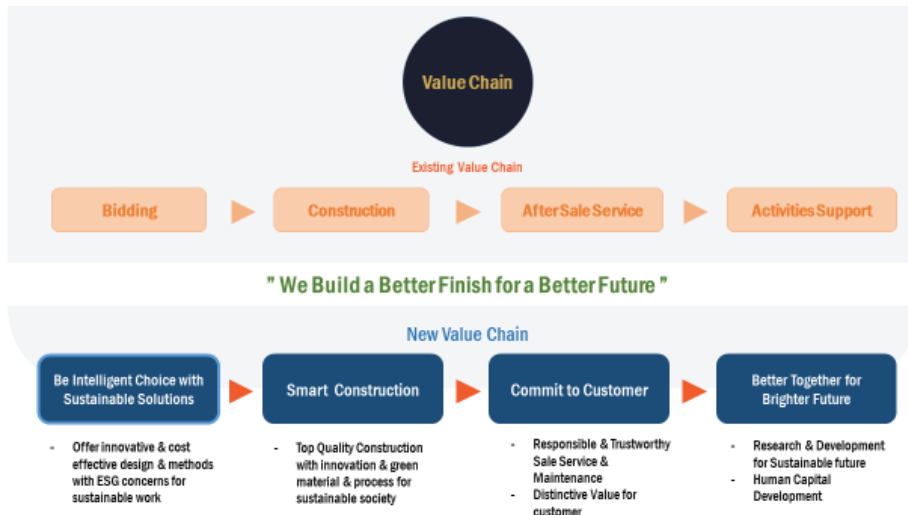 Value Chain
Existing Value Chain
Bidding
Construction
After Sale Service
Activities Support
" We Build a Better Finish for a Better Future "
New Value Chain
Be Intelligent Choice with
Sustainable Solutions
Smart Construction
Commit to Customer
Better Together for
Brighter Future
- Offer innovative & cost
effective design & methods
with ESG concerns for
sustainable work
- Top Quality Construction
with innovation & green
material & process for
sustainable society
- Responsible & Trustworthy
Sale Service &
Maintenance
- Distinctive Value for
customer
- Research & Development
for Sustainable future
- Human Capital
Development